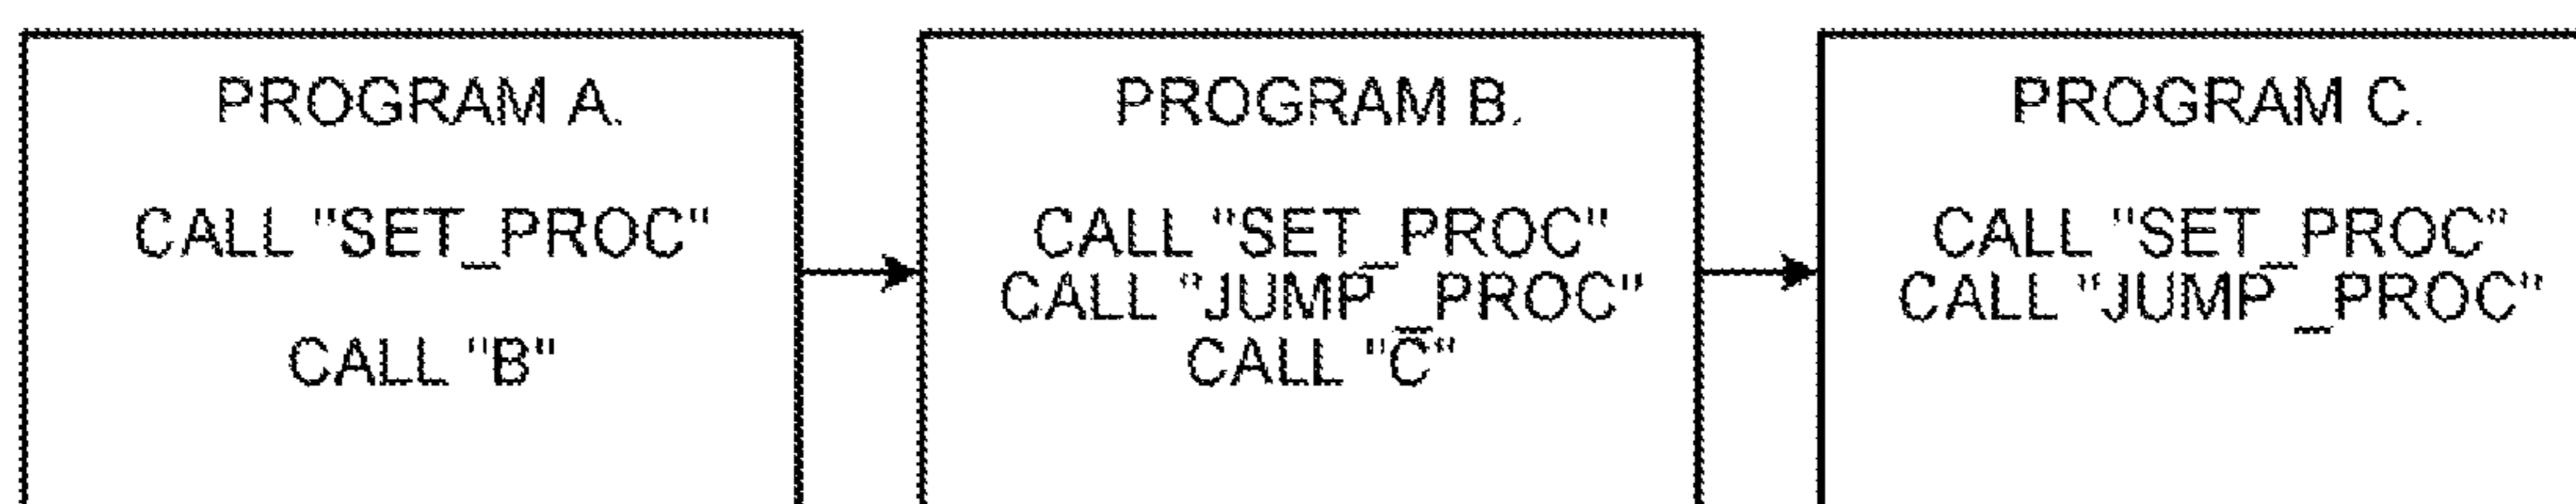 PROGRAM A.
CALL "SET_PROC"
CALL "B"
PROGRAM B.
CALL "SET_PROC"
CALL "JUMP_PROC"
CALL "C"
PROGRAM C.
CALL "SET_PROC"
CALL "JUMP_PROC"